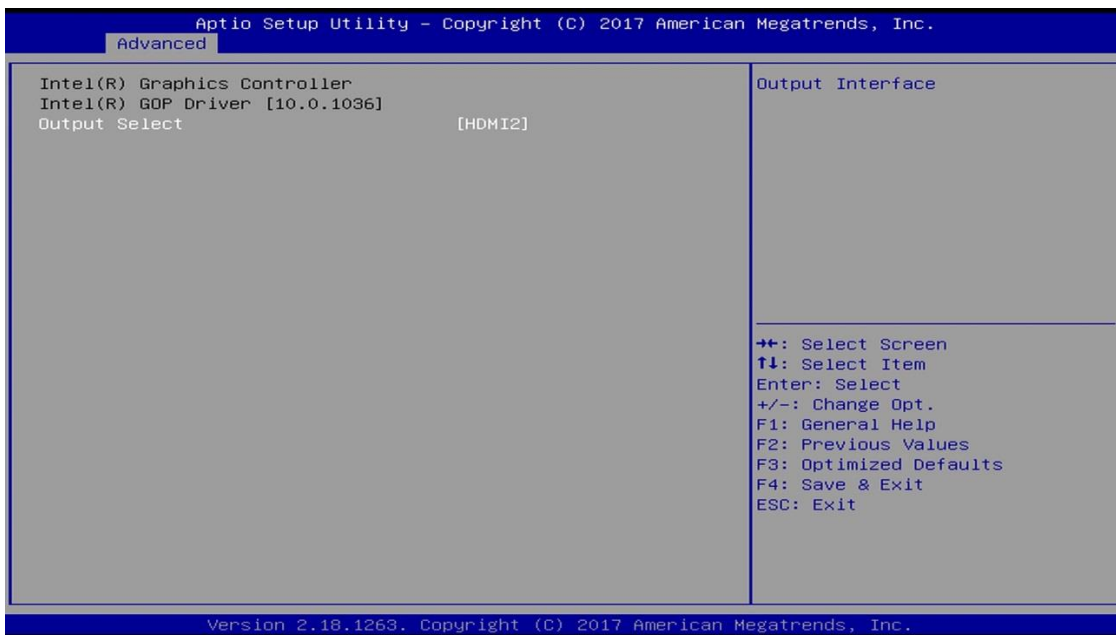 Aptio Setup Utility – Copyright (C) 2017 American Megatrends, Inc.
Advanced
Intel(R) Graphics Controller
Intel(R) GOP Driver [10.0.1036]
Output Select [HDMI2]
Output Interface
→←: Select Screen
↑↓: Select Item
Enter: Select
+/-: Change Opt.
F1: General Help
F2: Previous Values
F3: Optimized Defaults
F4: Save & Exit
ESC: Exit
Version 2.18.1263. Copyright (C) 2017 American Megatrends, Inc.